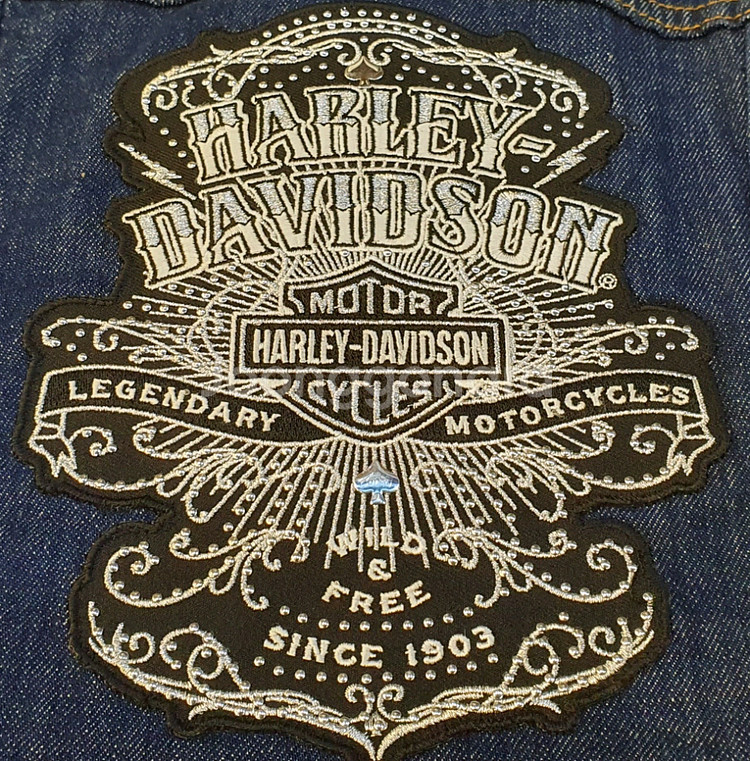 HARLEY-
DAVIDSON®
MOTOR
HARLEY-DAVIDSON
CYCLES
LEGENDARY MOTORCYCLES
WILD
&
FREE
SINCE 1903